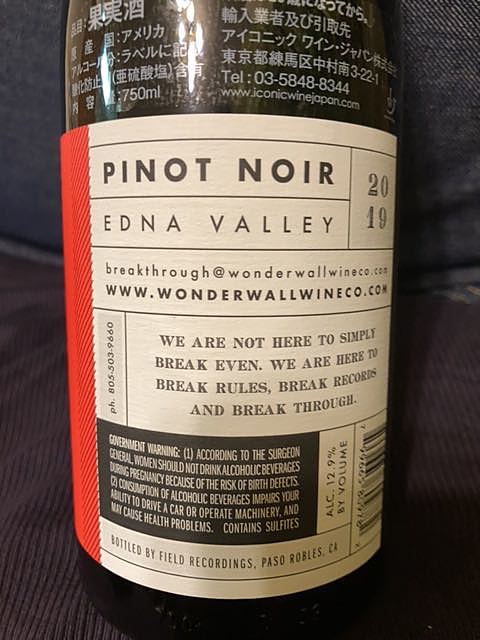 品目:果実酒
輸入業者及び引取先
原産国:アメリカ
アイコニック ワイン・ジャパン株式会社
アルコール分:ラベルに記
東京都練馬区中村南3-22-1
酸化防止 (亜硫酸塩)含有
Tel:03-5848-8344
内容 :750ml
www.iconicwinejapan.com
PINOT NOIR
2019
EDNA VALLEY
breakthrough@wonderwallwineco.com
WWW.WONDERWALLWINECO.COM
ph. 805-503-9660
WE ARE NOT HERE TO SIMPLY
BREAK EVEN. WE ARE HERE TO
BREAK RULES, BREAK RECORDS
AND BREAK THROUGH.
GOVERNMENT WARNING: (1) ACCORDING TO THE SURGEON
GENERAL, WOMEN SHOULD NOT DRINK ALCOHOLIC BEVERAGES
DURING PREGNANCY BECAUSE OF THE RISK OF BIRTH DEFECTS.
(2) CONSUMPTION OF ALCOHOLIC BEVERAGES IMPAIRS YOUR
ABILITY TO DRIVE A CAR OR OPERATE MACHINERY, AND
MAY CAUSE HEALTH PROBLEMS. CONTAINS SULFITES
ALC. 12.9%
BY VOLUME
BOTTLED BY FIELD RECORDINGS, PASO ROBLES, CA